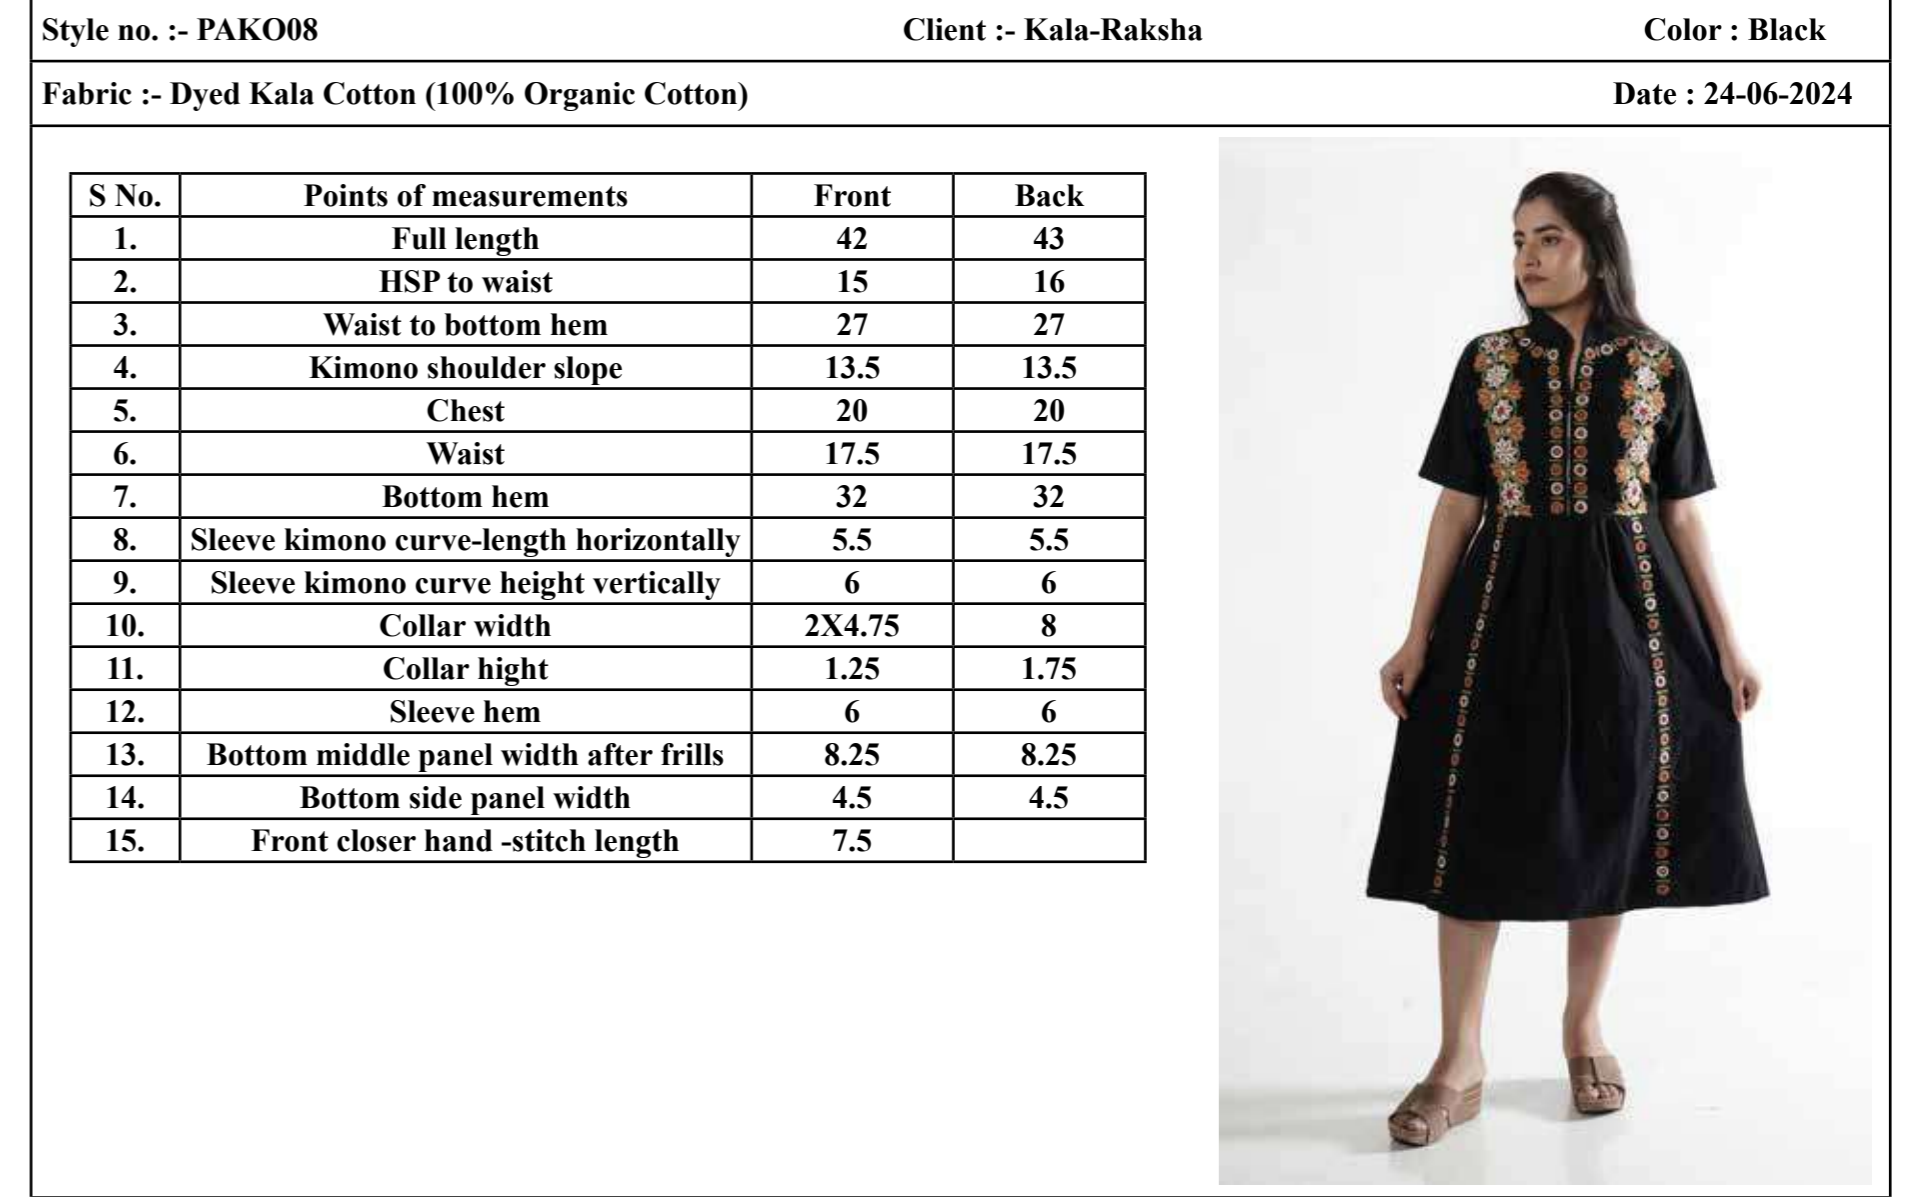 Style no. :- PAKO08 Client :- Kala-Raksha Color : Black
Fabric :- Dyed Kala Cotton (100% Organic Cotton) Date : 24-06-2024
S No. Points of measurements Front Back
1. Full length 42 43
2. HSP to waist 15 16
3. Waist to bottom hem 27 27
4. Kimono shoulder slope 13.5 13.5
5. Chest 20 20
6. Waist 17.5 17.5
7. Bottom hem 32 32
8. Sleeve kimono curve-length horizontally 5.5 5.5
9. Sleeve kimono curve height vertically 6 6
10. Collar width 2X4.75 8
11. Collar hight 1.25 1.75
12. Sleeve hem 6 6
13. Bottom middle panel width after frills 8.25 8.25
14. Bottom side panel width 4.5 4.5
15. Front closer hand -stitch length 7.5